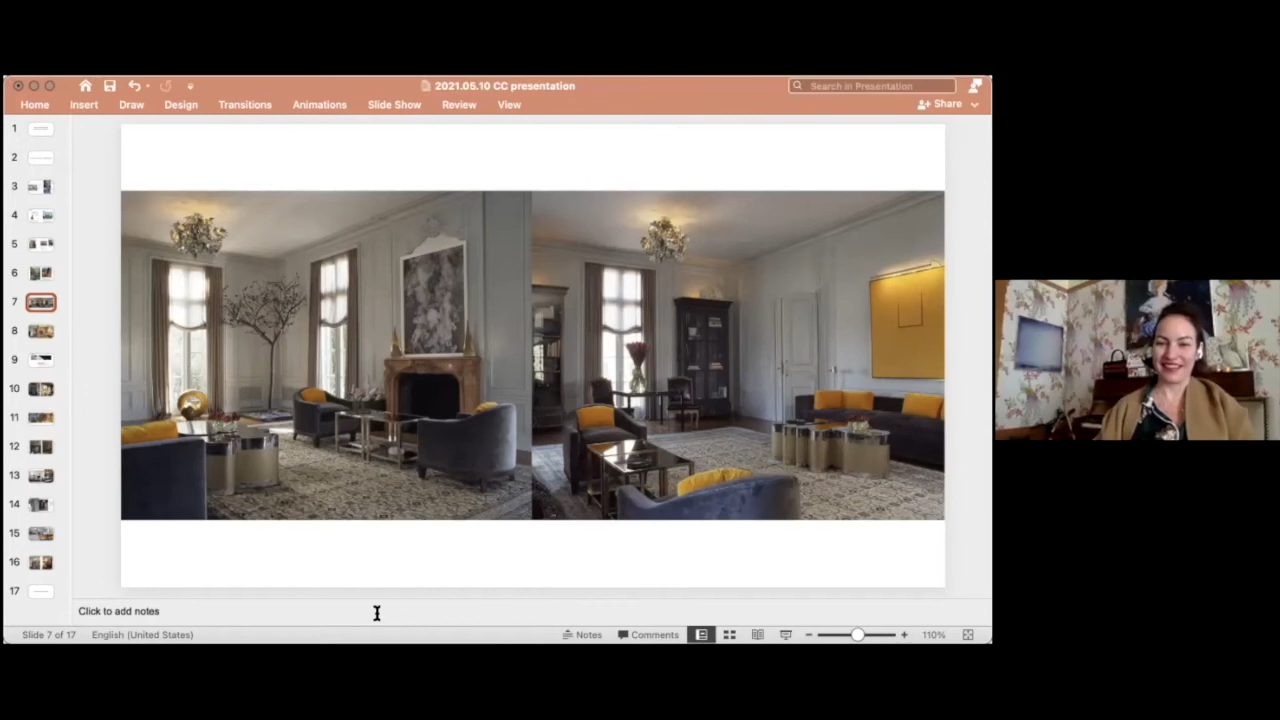 2021.05.10 CC presentation
Search in Presentation
Home Insert Draw Design Transitions Animations Slide Show Review View
Share
1
2
3
4
5
6
7
8
9
10
11
12
13
14
15
16
17
Click to add notes
Slide 7 of 17 English (United States) Notes Comments 110%